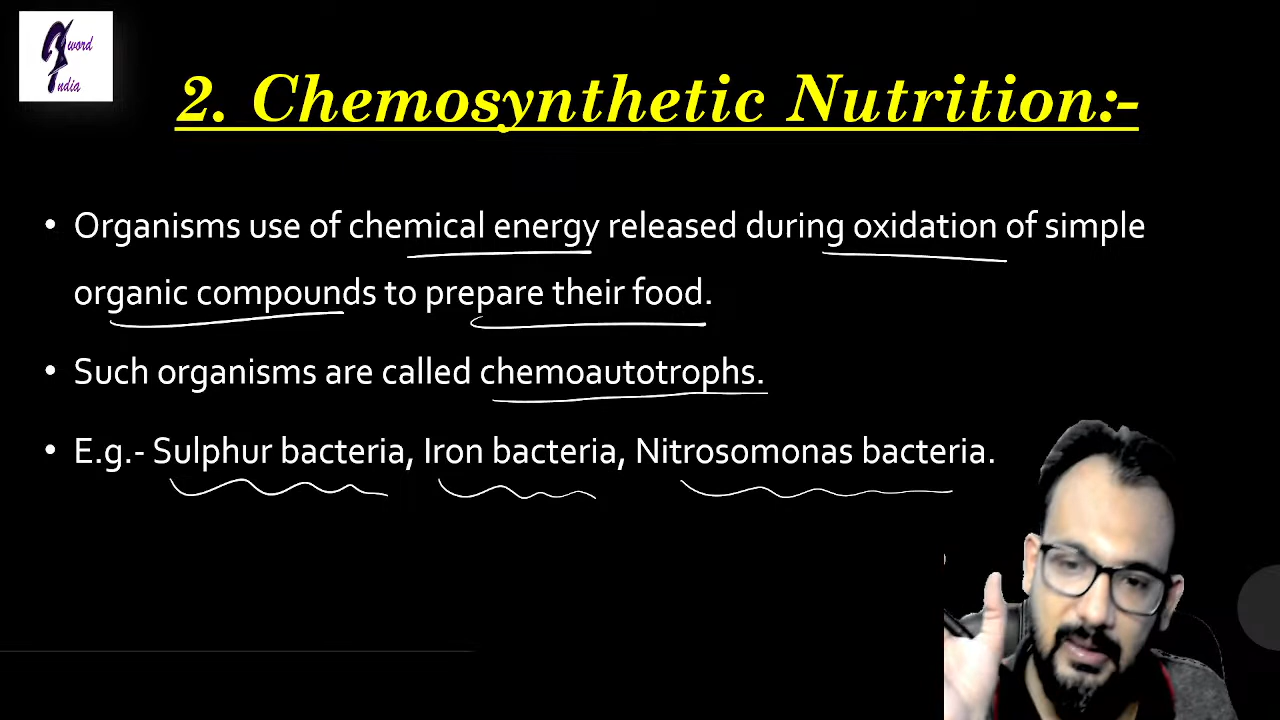 word
India
2. Chemosynthetic Nutrition:-
• Organisms use of chemical energy released during oxidation of simple
organic compounds to prepare their food.
• Such organisms are called chemoautotrophs.
• E.g.- Sulphur bacteria, Iron bacteria, Nitrosomonas bacteria.